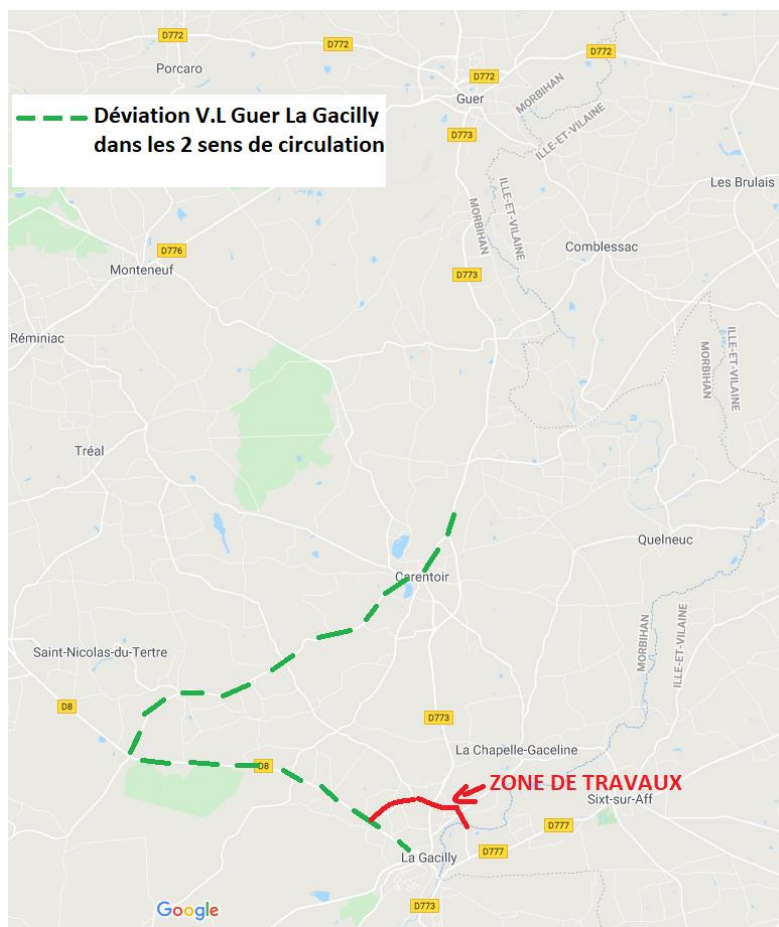 D772
D772
D772
Porcaro
D772
Guer
MORBIHAN
ILLE-ET-VILAINE
Déviation V.L Guer La Gacilly
dans les 2 sens de circulation
D773
Les Brulais
MORBIHAN
ILLE-ET-VILAINE
D776
Comblessac
Monteneuf
D773
Réminiac
MORBIHAN
ILLE-ET-VILAINE
Tréal
Quelneuc
Carentoir
Saint-Nicolas-du-Tertre
MORBIHAN
ILLE-ET-VILAINE
D8
D773
La Chapelle-Gaceline
D8
ZONE DE TRAVAUX
Sixt-sur-Aff
D777
La Gacilly
D777
D773
Google